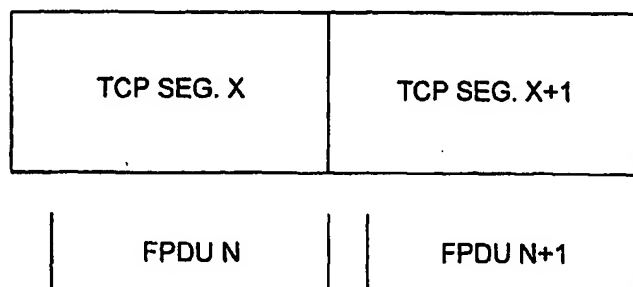 TCP SEG. X
TCP SEG. X+1
FPDU N
FPDU N+1